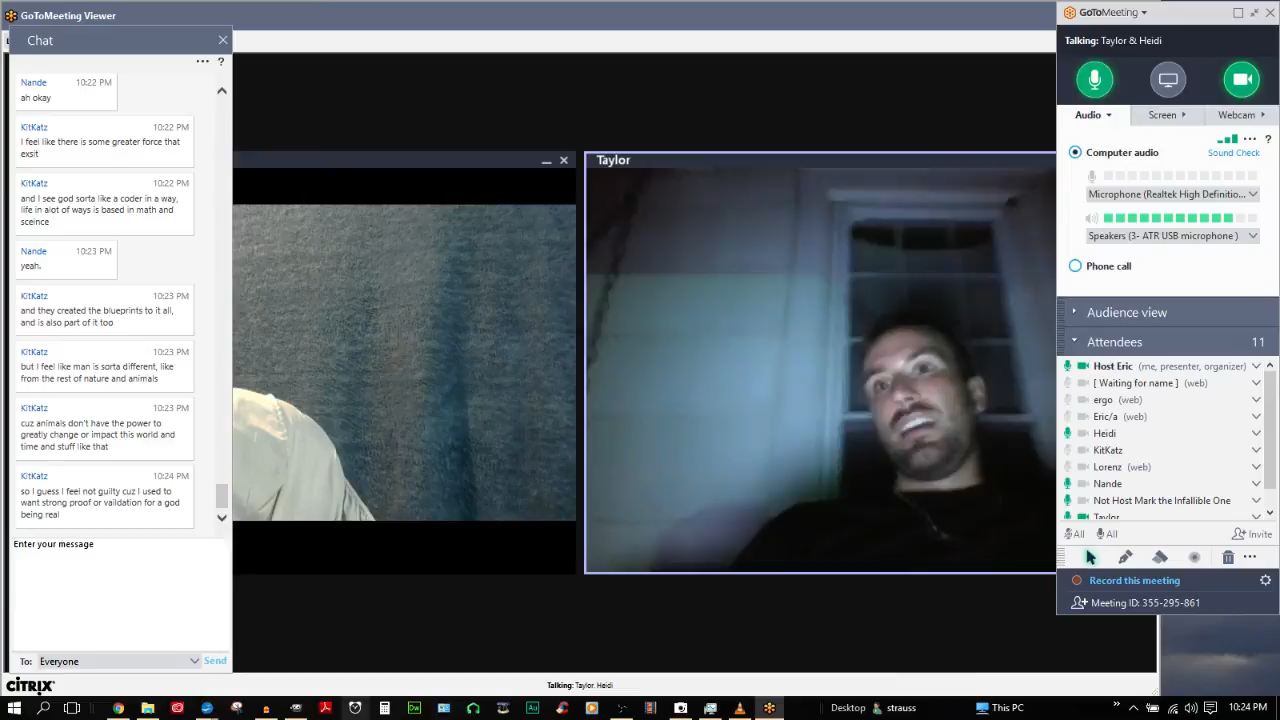 GoToMeeting Viewer
Chat
Nande 10:22 PM
ah okay
KitKatz 10:22 PM
I feel like there is some greater force that
exsit
KitKatz 10:22 PM
and I see god sorta like a coder in a way,
life in alot of ways is based in math and
sceince
Nande 10:23 PM
yeah.
KitKatz 10:23 PM
and they created the blueprints to it all,
and is also part of it too
KitKatz 10:23 PM
but I feel like man is sorta different, like
from the rest of nature and animals
KitKatz 10:23 PM
cuz animals don't have the power to
greatly change or impact this world and
time and stuff like that
KitKatz 10:24 PM
so I guess I feel not guilty cuz I used to
want strong proof or vaildation for a god
being real
Enter your message
To: Everyone Send
CİTRIX
Taylor
Talking: Taylor, Heidi
GoToMeeting
Talking: Taylor & Heidi
Audio Screen Webcam
Computer audio Sound Check
Microphone (Realtek High Definitio...
Speakers (3- ATR USB microphone )
Phone call
Audience view
Attendees 11
Host Eric (me, presenter, organizer)
[ Waiting for name ] (web)
ergo (web)
Eric/a (web)
Heidi
KitKatz
Lorenz (web)
Nande
Not Host Mark the Infallible One
Taylor
All All Invite
Record this meeting
Meeting ID: 355-295-861
Desktop strauss This PC 10:24 PM